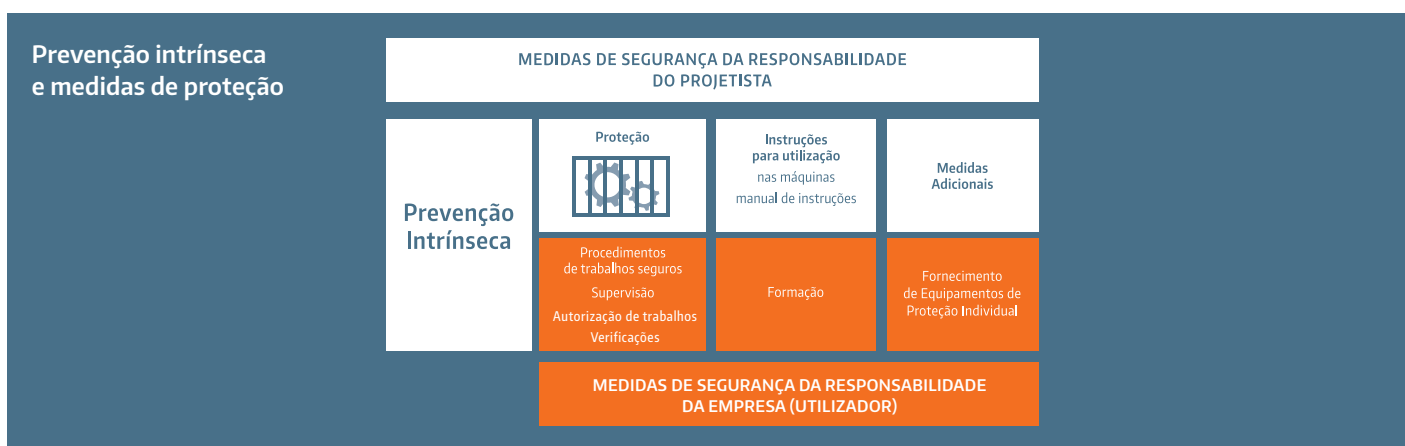 Prevenção intrínseca
e medidas de proteção
MEDIDAS DE SEGURANÇA DA RESPONSABILIDADE
DO PROJETISTA
Prevenção
Intrínseca
Proteção
Instruções
para utilização
nas máquinas
manual de instruções
Medidas
Adicionais
Procedimentos
de trabalhos seguros
Supervisão
Autorização de trabalhos
Verificações
Formação
Fornecimento
de Equipamentos de
Proteção Individual
MEDIDAS DE SEGURANÇA DA RESPONSABILIDADE
DA EMPRESA (UTILIZADOR)